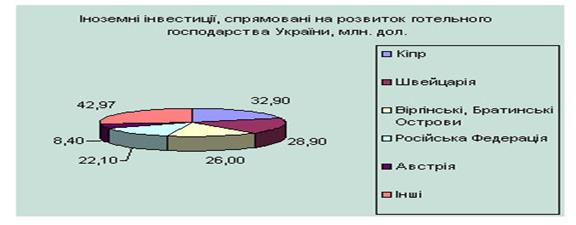 Іноземні інвестиції, спрямовані на розвиток готельного
господарства України, млн. дол.
42,97
32,90
8,40
28,90
22,10
26,00
Кіпр
Швейцарія
Віргінські, Братинські
Острови
Російська Федерація
Австрія
Інші